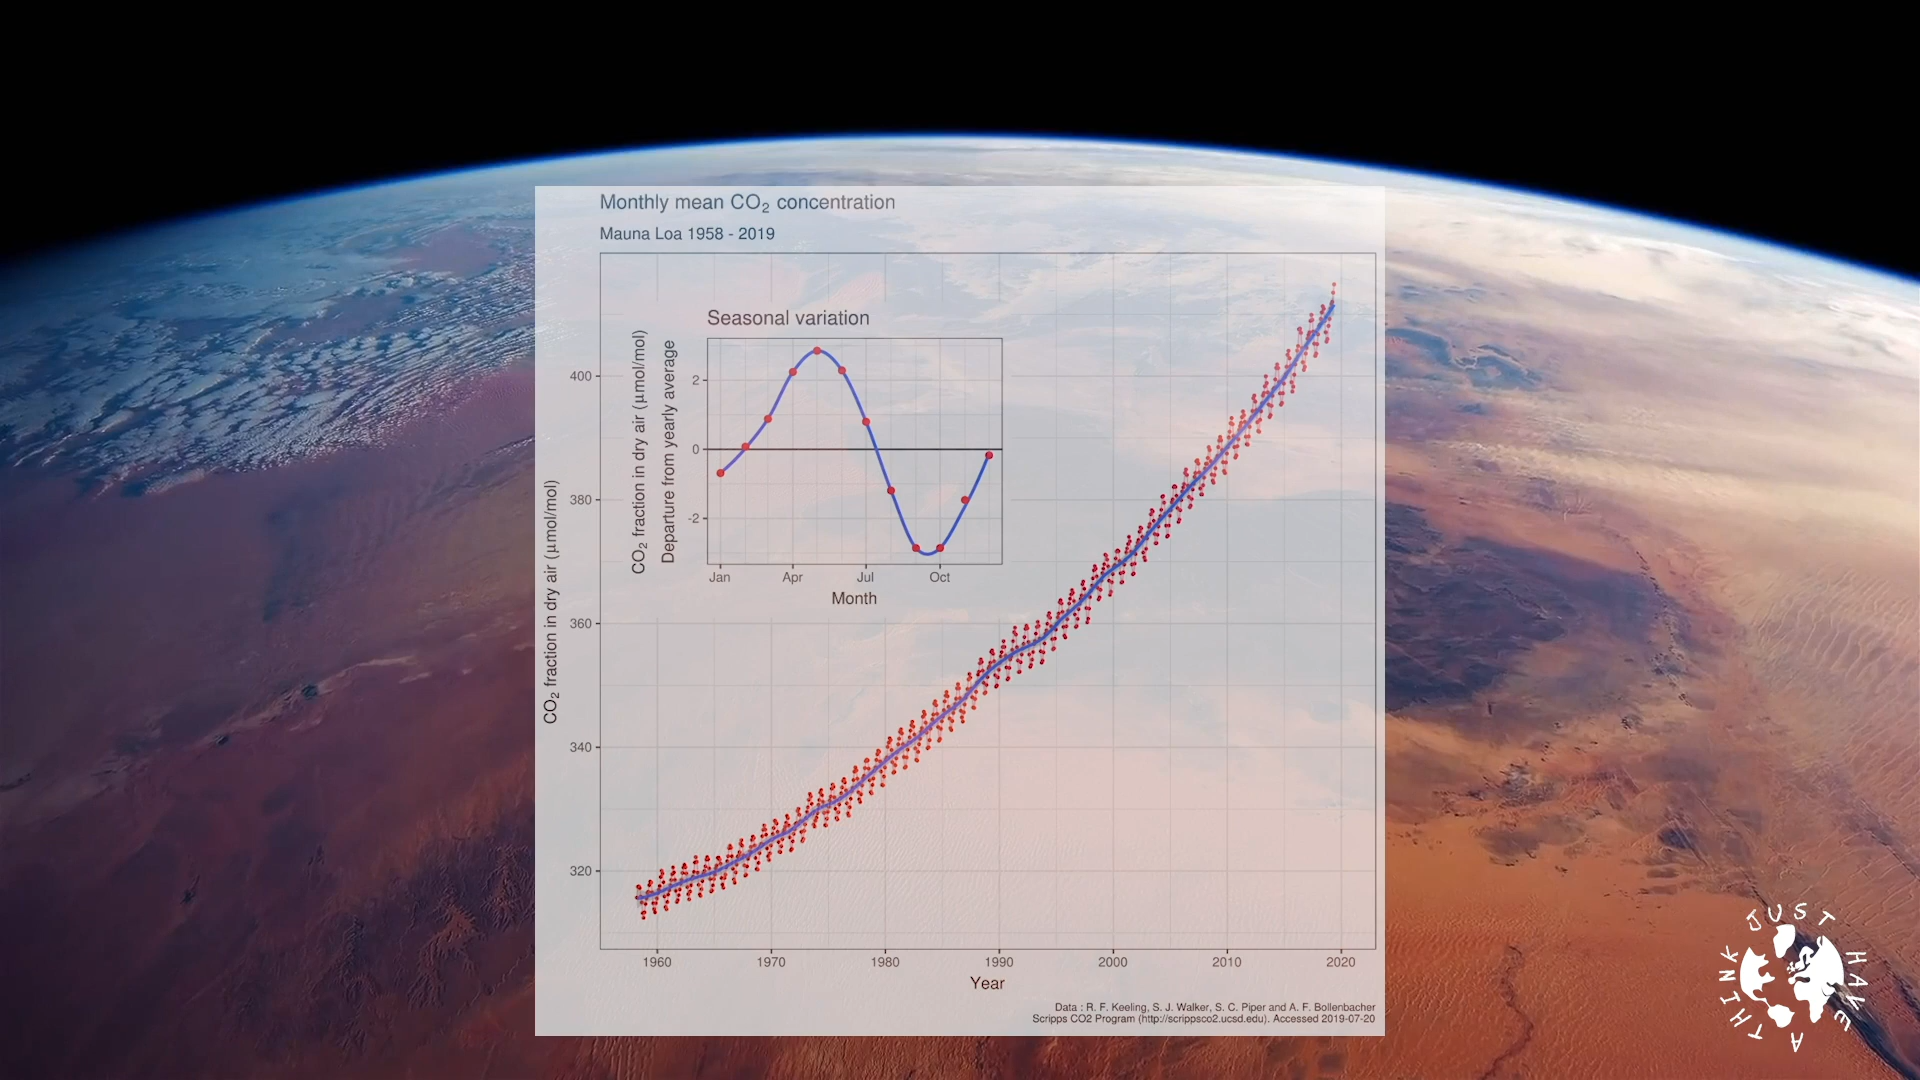 Monthly mean CO₂ concentration
Mauna Loa 1958 - 2019
Seasonal variation
CO₂ fraction in dry air (µmol/mol)
Departure from yearly average
2
0
-2
Jan Apr Jul Oct
Month
CO₂ fraction in dry air (µmol/mol)
400
380
360
340
320
1960 1970 1980 1990 2000 2010 2020
Year
Data : R. F. Keeling, S. J. Walker, S. C. Piper and A. F. Bollenbacher
Scripps CO2 Program (http://scrippsco2.ucsd.edu). Accessed 2019-07-20
JUST HAVE A THINK